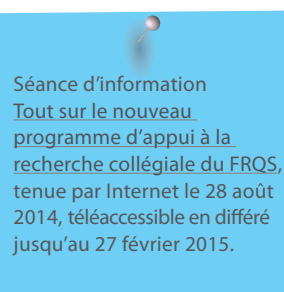 Séance d’information
Tout sur le nouveau
programme d’appui à la
recherche collégiale du FRQS,
tenue par Internet le 28 août
2014, téléaccessible en différé
jusqu’au 27 février 2015.